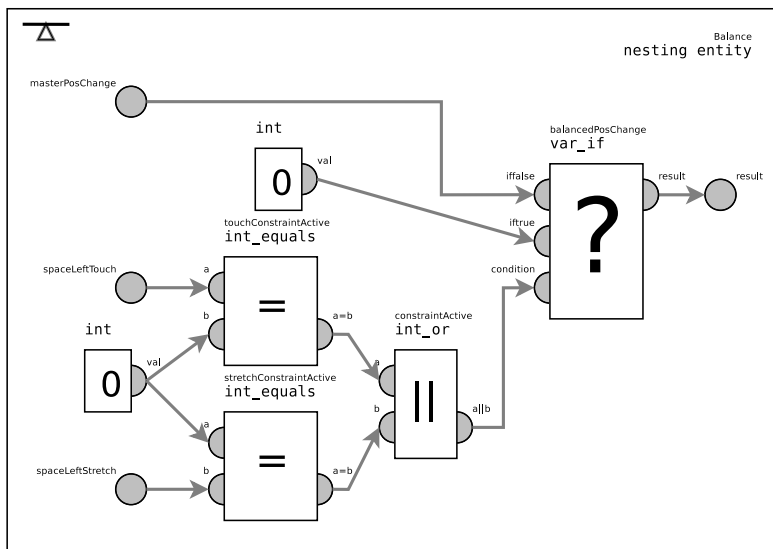 Balance
nesting entity
masterPosChange
int
0
val
balancedPosChange
var_if
iffalse
iftrue
condition
?
result
result
touchConstraintActive
int_equals
spaceLeftTouch
a
b
=
a=b
int
0
val
constraintActive
int_or
a
b
||
a||b
stretchConstraintActive
int_equals
a
b
=
a=b
spaceLeftStretch